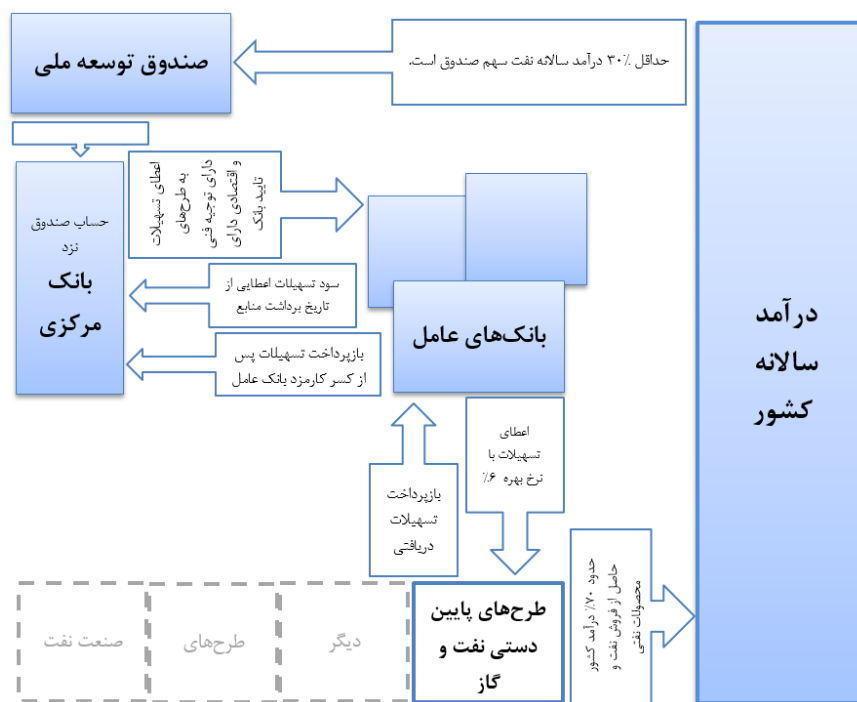 صندوق توسعه ملی
حداقل ۳۰٪ درآمد سالانه نفت سهم صندوق است.
درآمد
سالانه
کشور
حساب صندوق
نزد
بانک
مرکزی
اعطای تسهیلات
به طرح‌های
دارای توجیه فنی
و اقتصادی دارای
تایید بانک
سود تسهیلات اعطایی از
تاریخ برداشت منابع
بازپرداخت تسهیلات پس
از کسر کارمزد بانک عامل
بانک‌های عامل
اعطای
تسهیلات با
نرخ بهره ۶٪
بازپرداخت
تسهیلات
دریافتی
حدود ۷۰٪ درآمد کشور
حاصل از فروش نفت و
محصولات نفتی
طرح‌های پایین
دستی نفت و
گاز
دیگر
طرح‌های
صنعت نفت